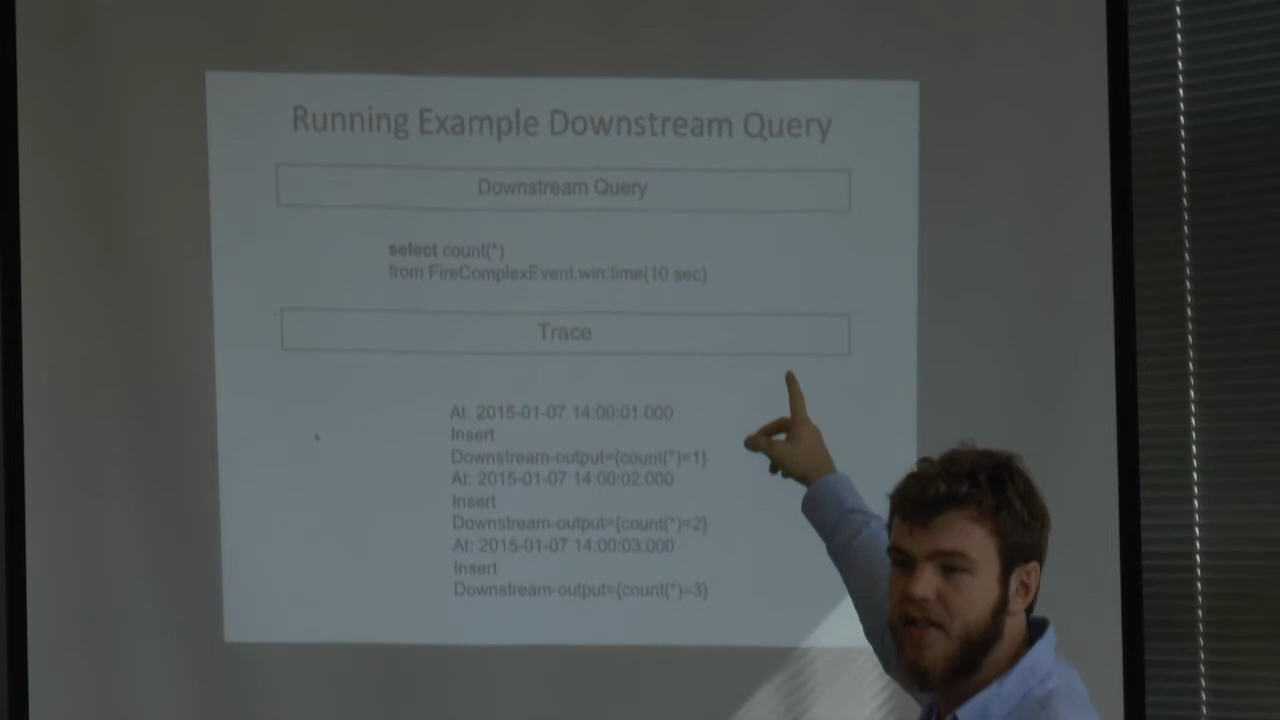 Running Example Downstream Query
Downstream Query
select count(*)
from FireComplexEvent.win:time(10 sec)
Trace
At: 2015-01-07 14:00:01.000
Insert
Downstream-output={count(*)=1}
At: 2015-01-07 14:00:02.000
Insert
Downstream-output={count(*)=2}
At: 2015-01-07 14:00:03.000
Insert
Downstream-output={count(*)=3}